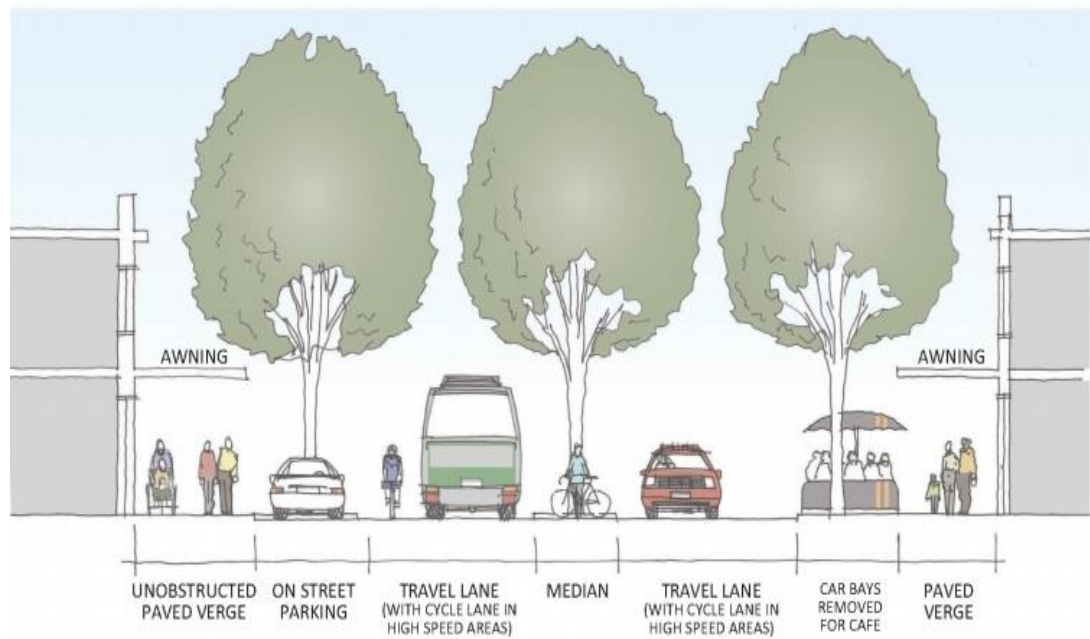 AWNING
AWNING
UNOBSTRUCTED
PAVED VERGE
ON STREET
PARKING
TRAVEL LANE
(WITH CYCLE LANE IN
HIGH SPEED AREAS)
MEDIAN
TRAVEL LANE
(WITH CYCLE LANE IN
HIGH SPEED AREAS)
CAR BAYS
REMOVED
FOR CAFE
PAVED
VERGE